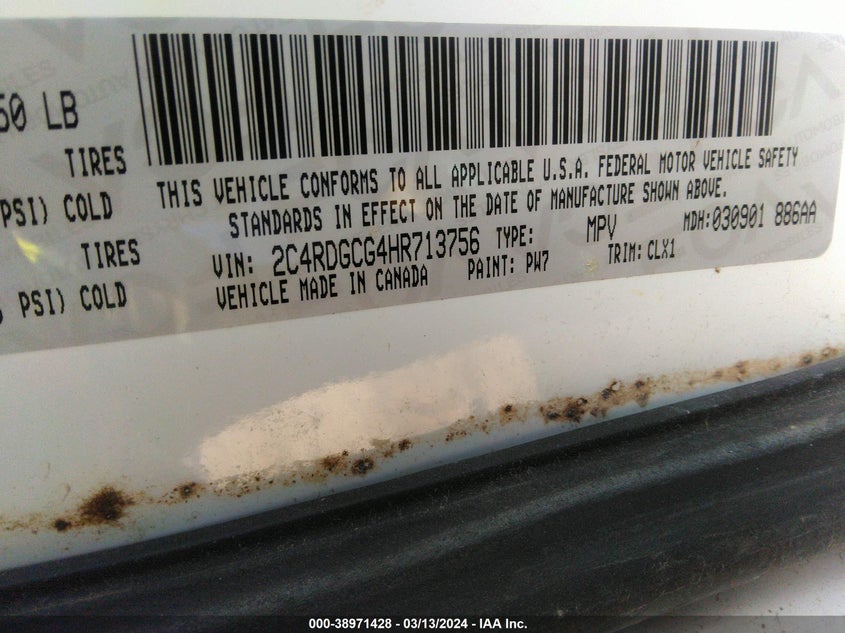 50 LB
TIRES
PSI) COLD
TIRES
PSI) COLD
THIS VEHICLE CONFORMS TO ALL APPLICABLE U.S.A. FEDERAL MOTOR VEHICLE SAFETY
STANDARDS IN EFFECT ON THE DATE OF MANUFACTURE SHOWN ABOVE.
VIN: 2C4RDGCG4HR713756 TYPE: MPV MDH:030901 886AA
VEHICLE MADE IN CANADA PAINT: PW7 TRIM: CLX1
000-38971428 - 03/13/2024 - IAA Inc.